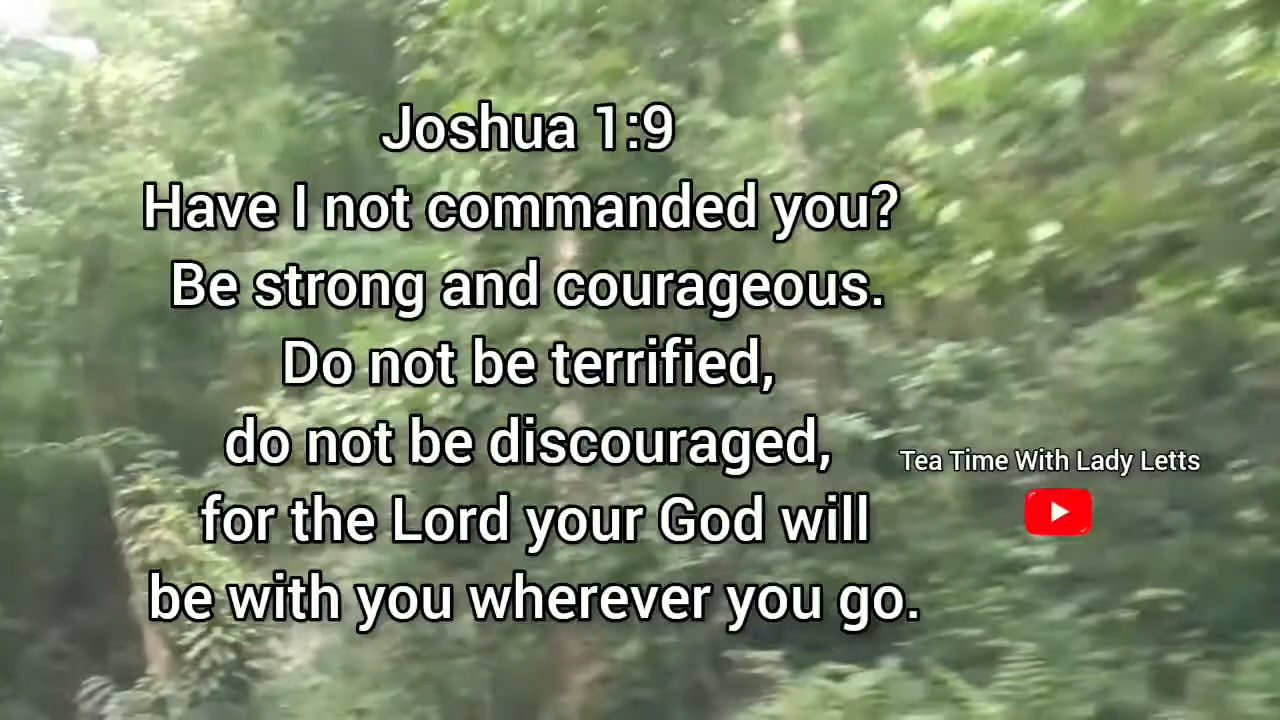 Joshua 1:9
Have I not commanded you?
Be strong and courageous.
Do not be terrified,
do not be discouraged,
for the Lord your God will
be with you wherever you go.
Tea Time With Lady Letts